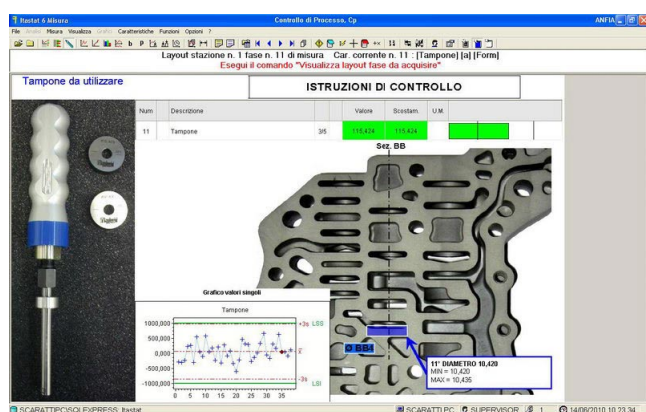 Itastat 6 Misure
Controllo di Processo, Cp
ANFIA
File Analisi Misura Visualizza Grafici Caratteristiche Funzioni Opzioni ?
Layout stazione n. 1 fase n. 11 di misura Car. corrente n. 11 : [Tampone] [a] [Form]
Esegui il comando "Visualizza layout fase da acquisire"
Tampone da utilizzare
ISTRUZIONI DI CONTROLLO
Num Descrizione Valore Scostam. U.M.
11 Tampone 3/5 115,424 115,424
Sez. BB
Grafico valori singoli
Tampone
1000,000
500,000
0,000
-500,000
-1000,000
0 5 10 15 20 25 30 35
+3s LSS
x
-3s LSI
Ø BB4
11° DIAMETRO 10,420
MIN = 10,420
MAX = 10,435
SCARATTIPC\SQLEXPRESS: Itastat
SCARATTI PC SUPERVISOR 1 14/06/2010 10.23.34